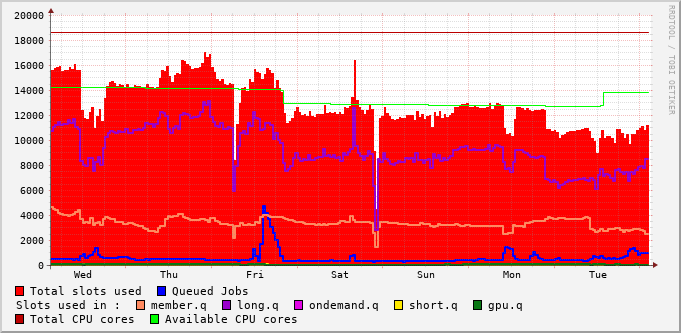 20000
18000
16000
14000
12000
10000
8000
6000
4000
2000
0
Wed Thu Fri Sat Sun Mon Tue
RRDTOOL / TOBI OETIKER
Total slots used Queued Jobs
Slots used in : member.q long.q ondemand.q short.q gpu.q
Total CPU cores Available CPU cores